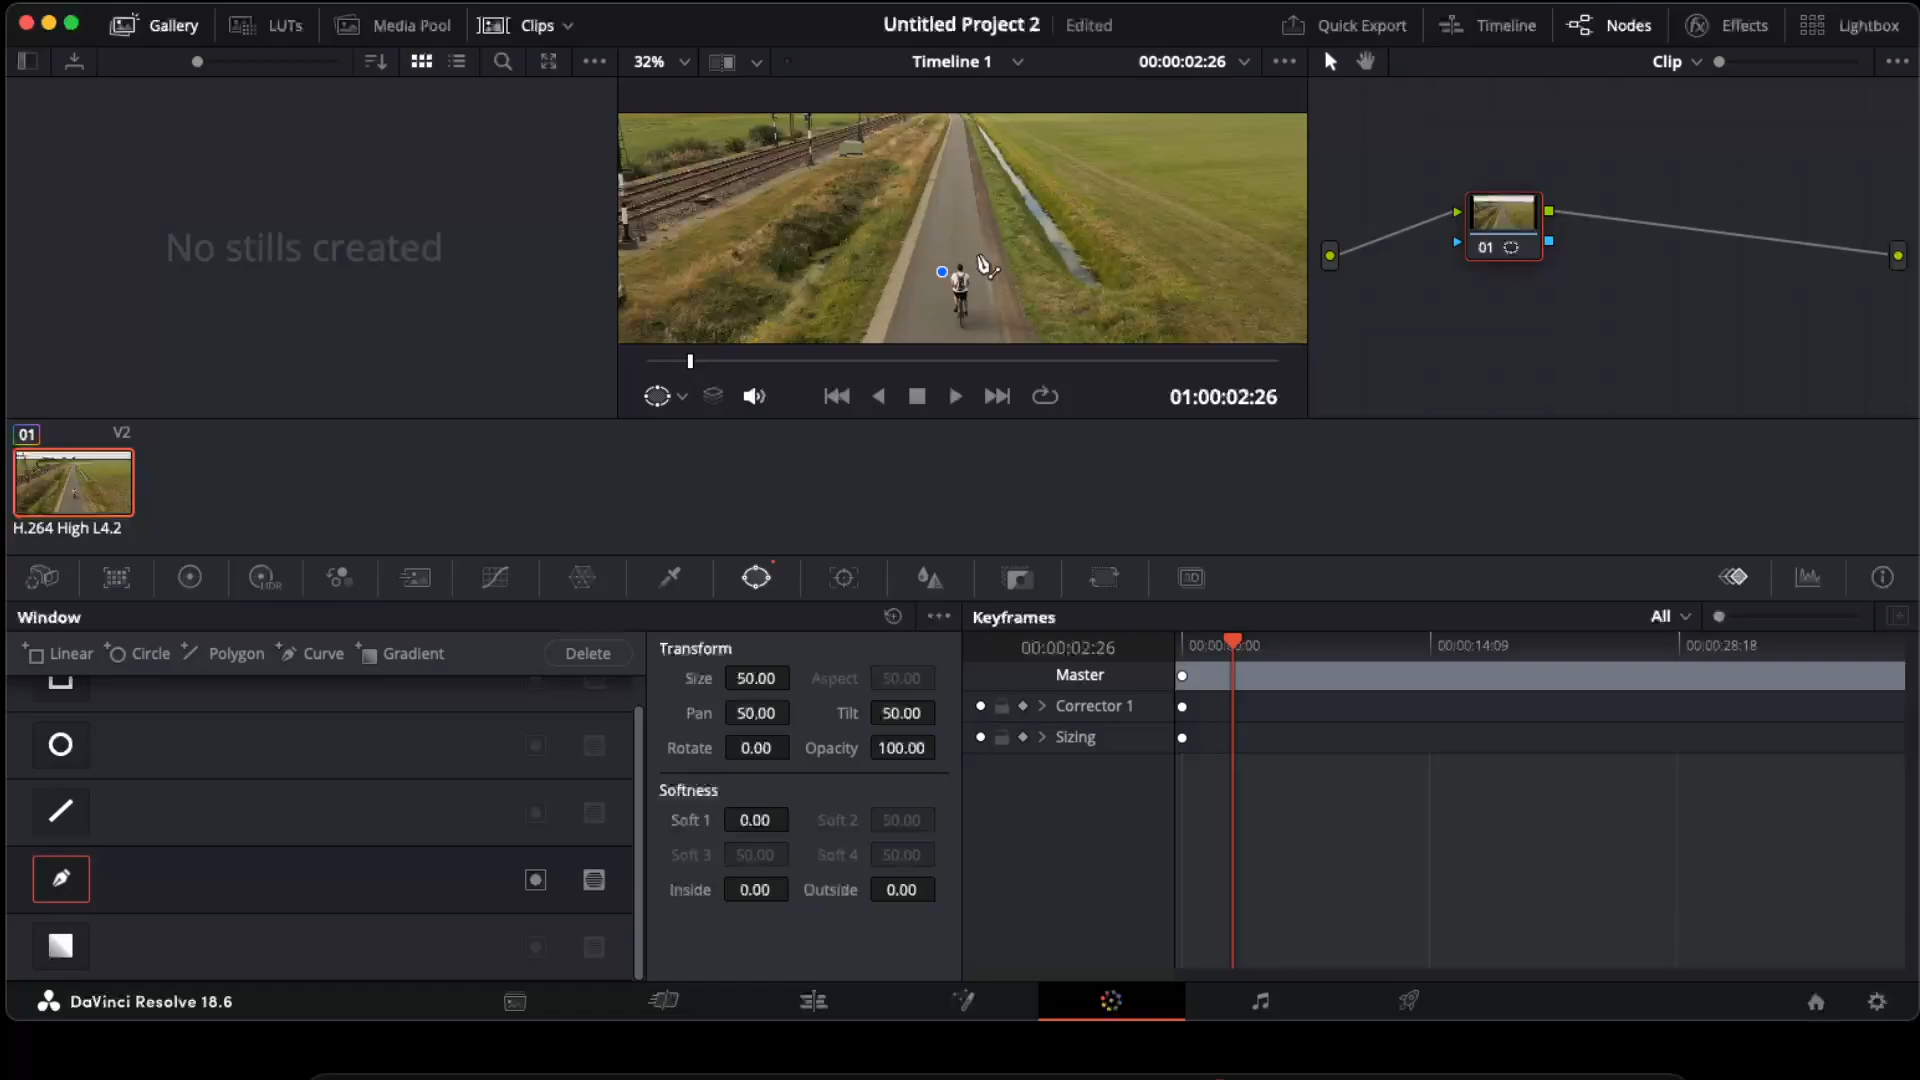 Gallery LUTs Media Pool Clips Untitled Project 2 Edited Quick Export Timeline Nodes Effects Lightbox
32% Timeline 1 00:00:02:26 Clip
No stills created
01
01:00:02:26
01 V2
H.264 High L4.2
HDR 3D
Window
Linear Circle Polygon Curve Gradient Delete
Transform
Size 50.00 Aspect 50.00
Pan 50.00 Tilt 50.00
Rotate 0.00 Opacity 100.00
Softness
Soft 1 0.00 Soft 2 50.00
Soft 3 50.00 Soft 4 50.00
Inside 0.00 Outside 0.00
Keyframes All
00:00:02:26 00:00:14:09 00:00:28:18
Master
Corrector 1
Sizing
DaVinci Resolve 18.6